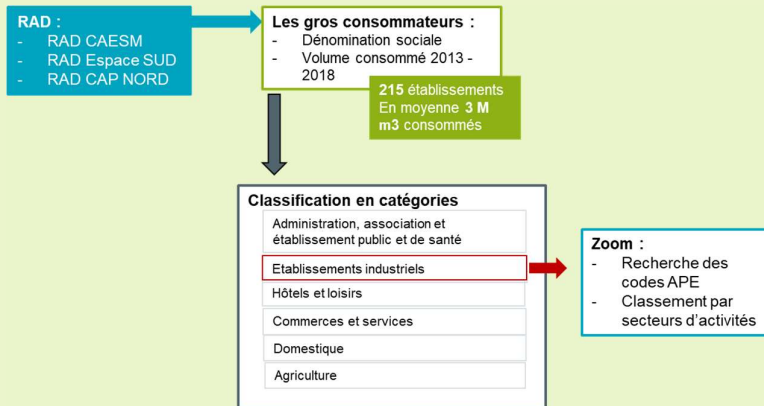 RAD :
- RAD CAESM
- RAD Espace SUD
- RAD CAP NORD
Les gros consommateurs :
- Dénomination sociale
- Volume consommé 2013 -
2018
215 établissements
En moyenne 3 M
m3 consommés
Classification en catégories
Administration, association et
établissement public et de santé
Etablissements industriels
Hôtels et loisirs
Commerces et services
Domestique
Agriculture
Zoom :
- Recherche des
codes APE
- Classement par
secteurs d'activités